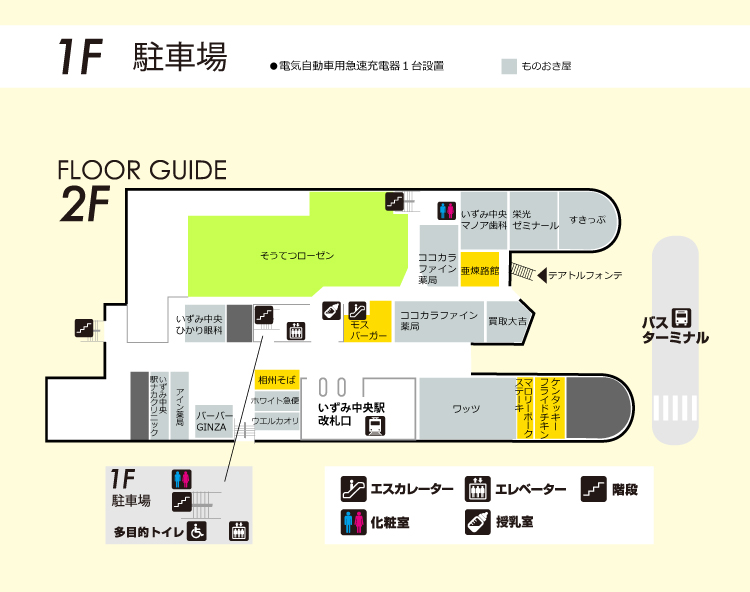 1F 駐車場
●電気自動車用急速充電器1台設置
ものおき屋
FLOOR GUIDE
2F
そうてつローゼン
いずみ中央
マノア歯科
栄光
ゼミナール
すきっぷ
ココカラ
ファイン
薬局
亜煉路館
テアトルフォンテ
いずみ中央
ひかり眼科
モス
バーガー
ココカラファイン
薬局
買取大吉
バス
ターミナル
いずみ中央
駅ナカクリニック
アイン薬局
バーバー
GINZA
相州そば
ホワイト急便
ウエルカオリ
いずみ中央駅
改札口
ワッツ
マロリーポーク
ステーキ
ケンタッキー
フライドチキン
1F
駐車場
多目的トイレ
エスカレーター
エレベーター
階段
化粧室
授乳室